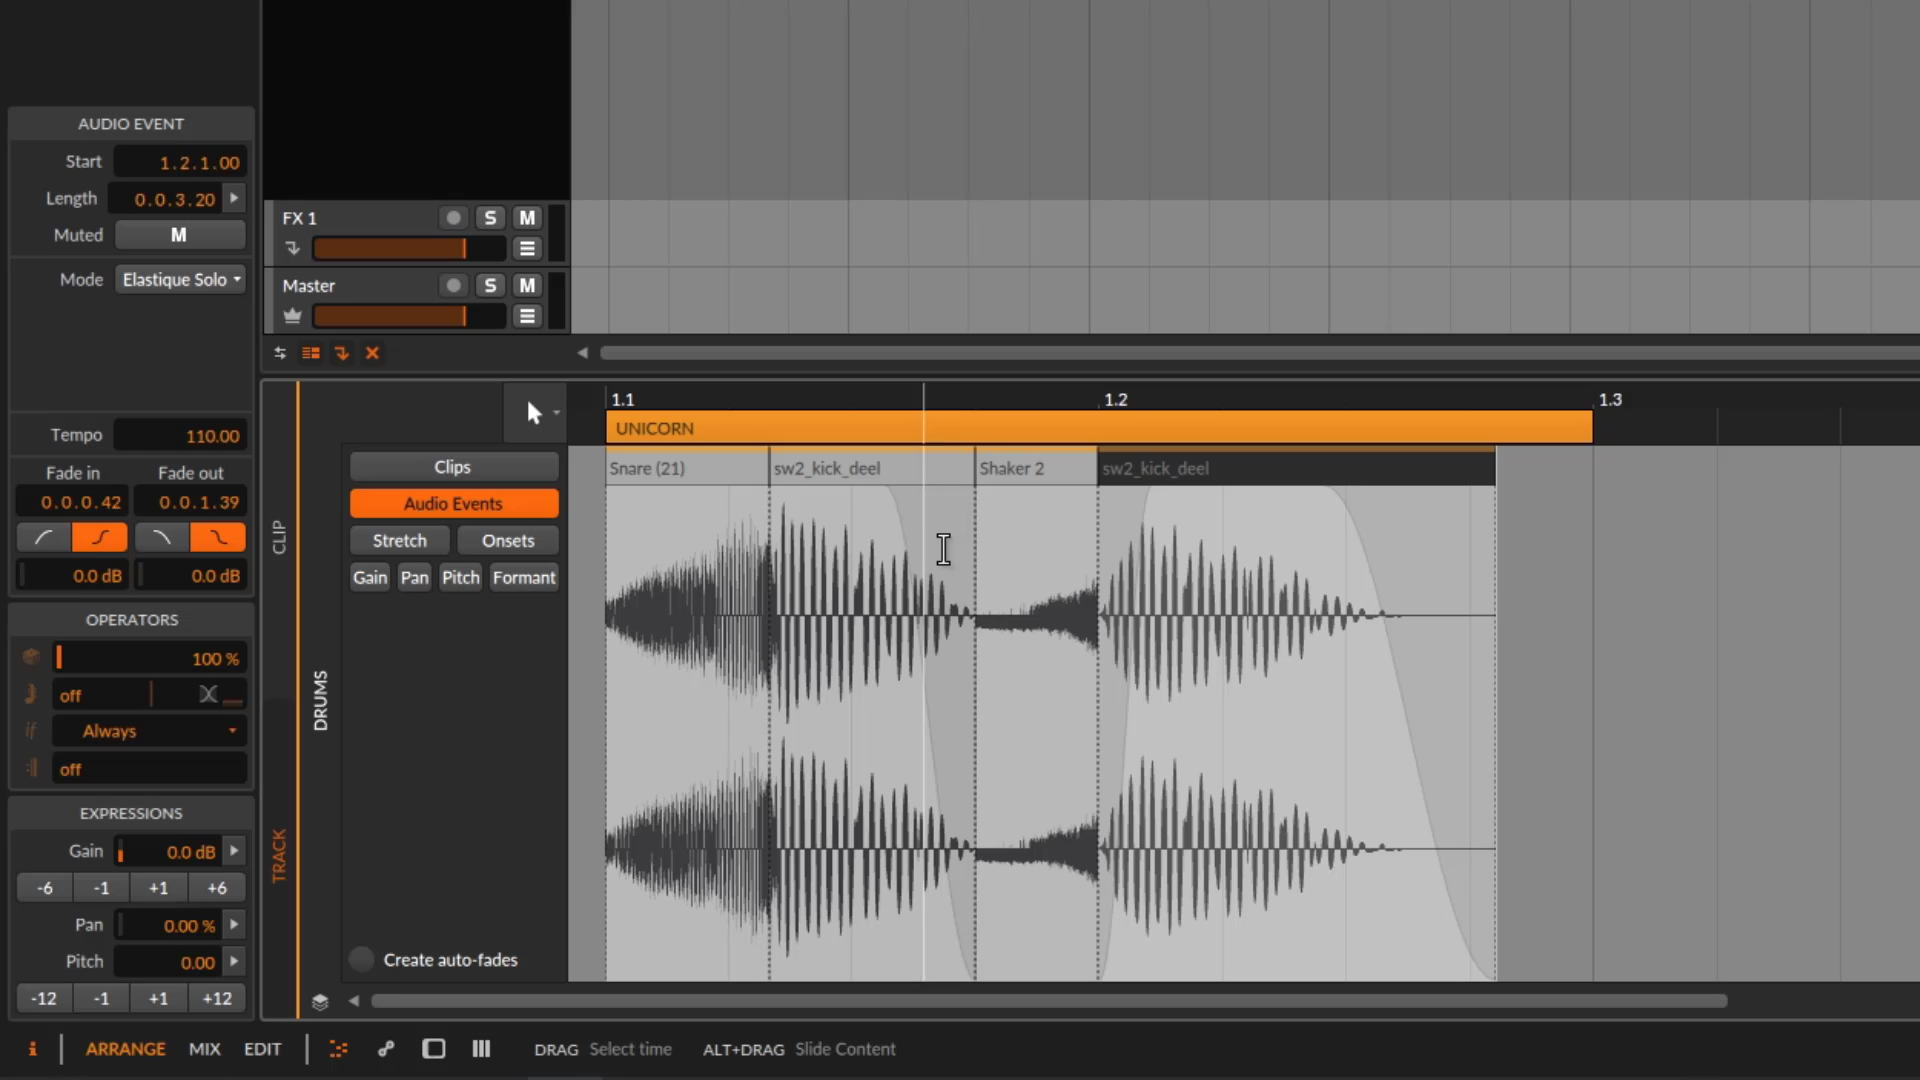 AUDIO EVENT
Start 1.2.1.00
Length 0.0.3.20
Muted M
Mode Elastique Solo
Tempo 110.00
Fade in Fade out
0.0.0.42 0.0.1.39
0.0 dB 0.0 dB
OPERATORS
100 %
off
if Always
off
EXPRESSIONS
Gain 0.0 dB
-6 -1 +1 +6
Pan 0.00 %
Pitch 0.00
-12 -1 +1 +12
FX 1 S M
Master S M
CLIP
TRACK
DRUMS
Clips
Audio Events
Stretch Onsets
Gain Pan Pitch Formant
Create auto-fades
1.1 1.2 1.3
UNICORN
Snare (21) sw2_kick_deel Shaker 2 sw2_kick_deel
i ARRANGE MIX EDIT DRAG Select time ALT+DRAG Slide Content